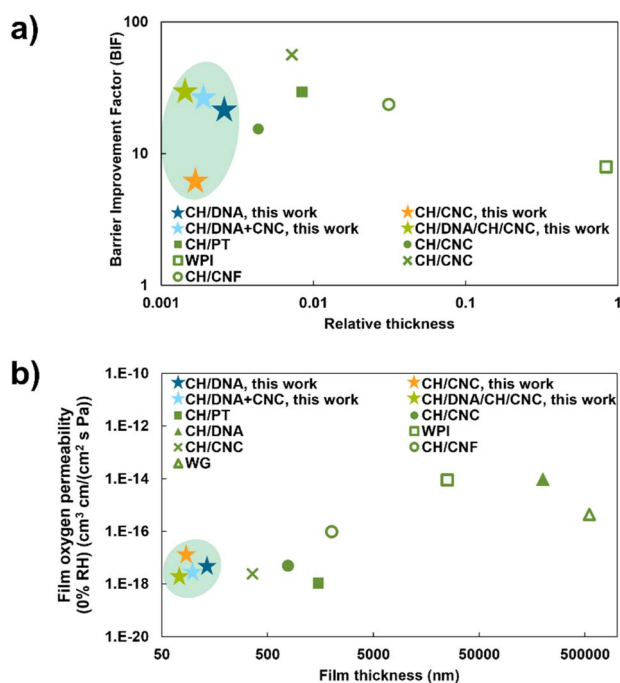 a)
Barrier Improvement Factor (BIF)
100
10
1
CH/DNA, this work
CH/CNC, this work
CH/DNA+CNC, this work
CH/DNA/CH/CNC, this work
CH/PT
CH/CNC
WPI
CH/CNC
CH/CNF
0.001
0.01
0.1
1
Relative thickness
b)
Film oxygen permeability
(0% RH) (cm³ cm/(cm² s Pa))
1.E-10
1.E-12
1.E-14
1.E-16
1.E-18
1.E-20
CH/DNA, this work
CH/CNC, this work
CH/DNA+CNC, this work
CH/DNA/CH/CNC, this work
CH/PT
CH/CNC
CH/DNA
WPI
CH/CNC
CH/CNF
WG
50
500
5000
50000
500000
Film thickness (nm)